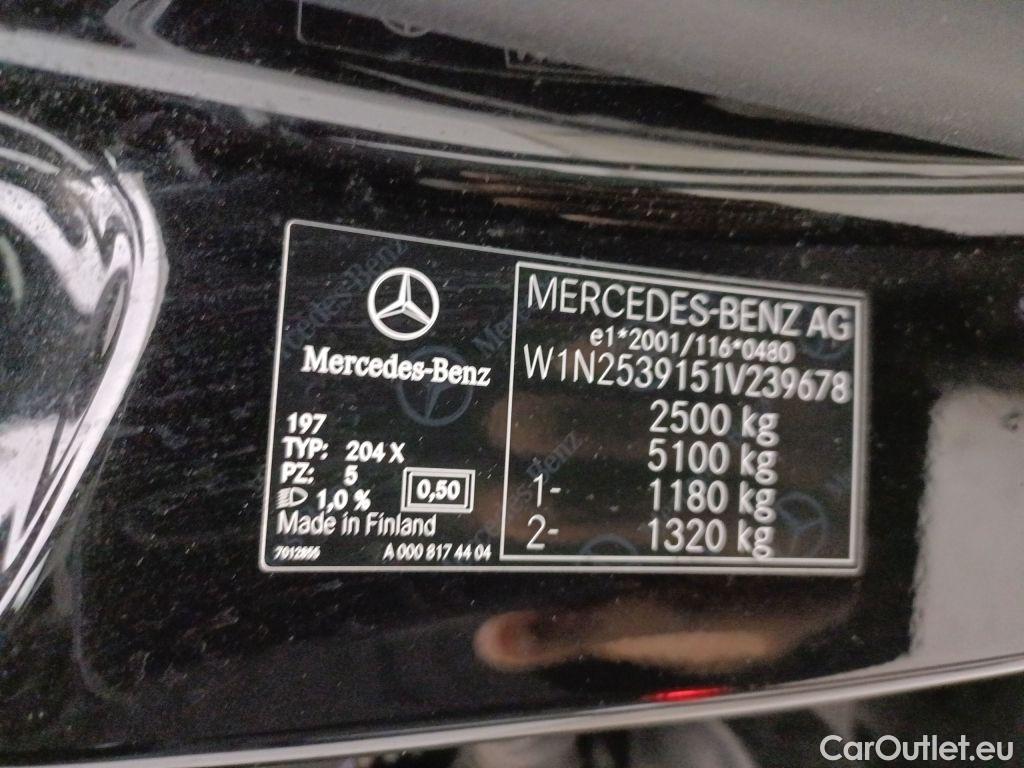 Mercedes-Benz
197
TYP: 204 X
PZ: 5
1,0 %
0,50
Made in Finland
7012855
A 000 817 44 04
MERCEDES-BENZ AG
e1*2001/116*0480
W1N2539151V239678
2500 kg
5100 kg
1- 1180 kg
2- 1320 kg
CarOutlet.eu